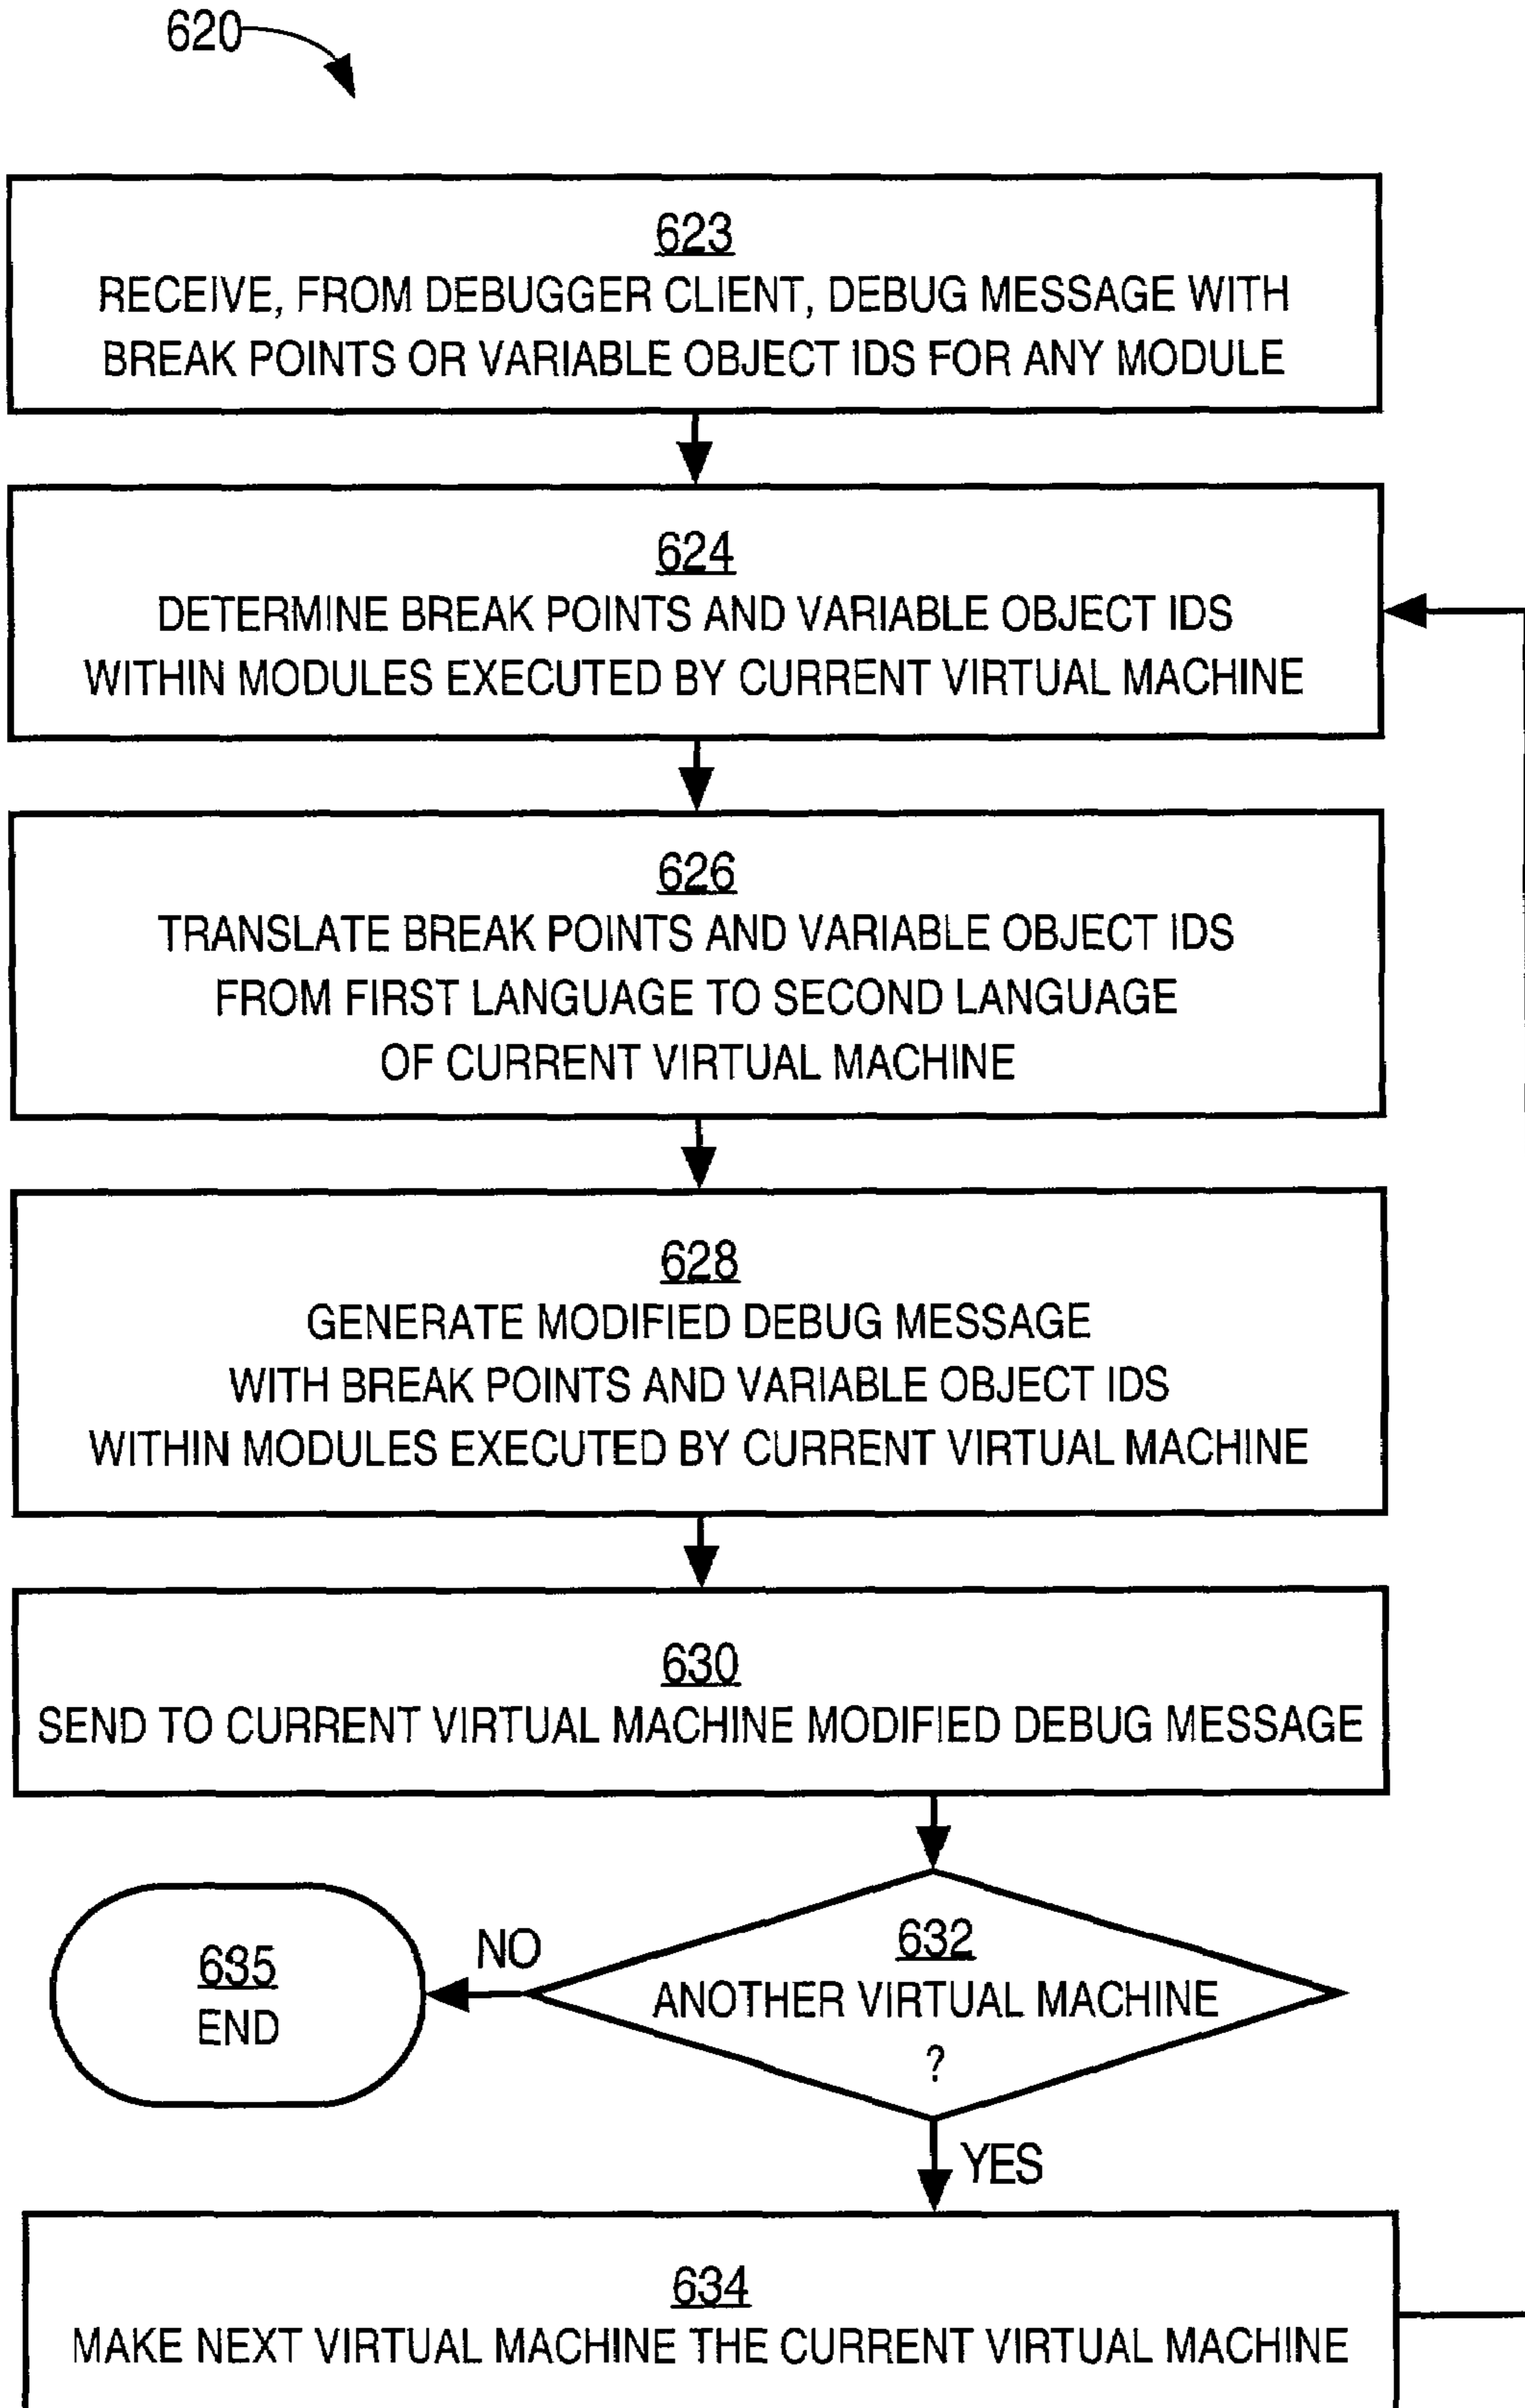 620
623
RECEIVE, FROM DEBUGGER CLIENT, DEBUG MESSAGE WITH
BREAK POINTS OR VARIABLE OBJECT IDS FOR ANY MODULE
624
DETERMINE BREAK POINTS AND VARIABLE OBJECT IDS
WITHIN MODULES EXECUTED BY CURRENT VIRTUAL MACHINE
626
TRANSLATE BREAK POINTS AND VARIABLE OBJECT IDS
FROM FIRST LANGUAGE TO SECOND LANGUAGE
OF CURRENT VIRTUAL MACHINE
628
GENERATE MODIFIED DEBUG MESSAGE
WITH BREAK POINTS AND VARIABLE OBJECT IDS
WITHIN MODULES EXECUTED BY CURRENT VIRTUAL MACHINE
630
SEND TO CURRENT VIRTUAL MACHINE MODIFIED DEBUG MESSAGE
632
ANOTHER VIRTUAL MACHINE
?
NO
635
END
YES
634
MAKE NEXT VIRTUAL MACHINE THE CURRENT VIRTUAL MACHINE